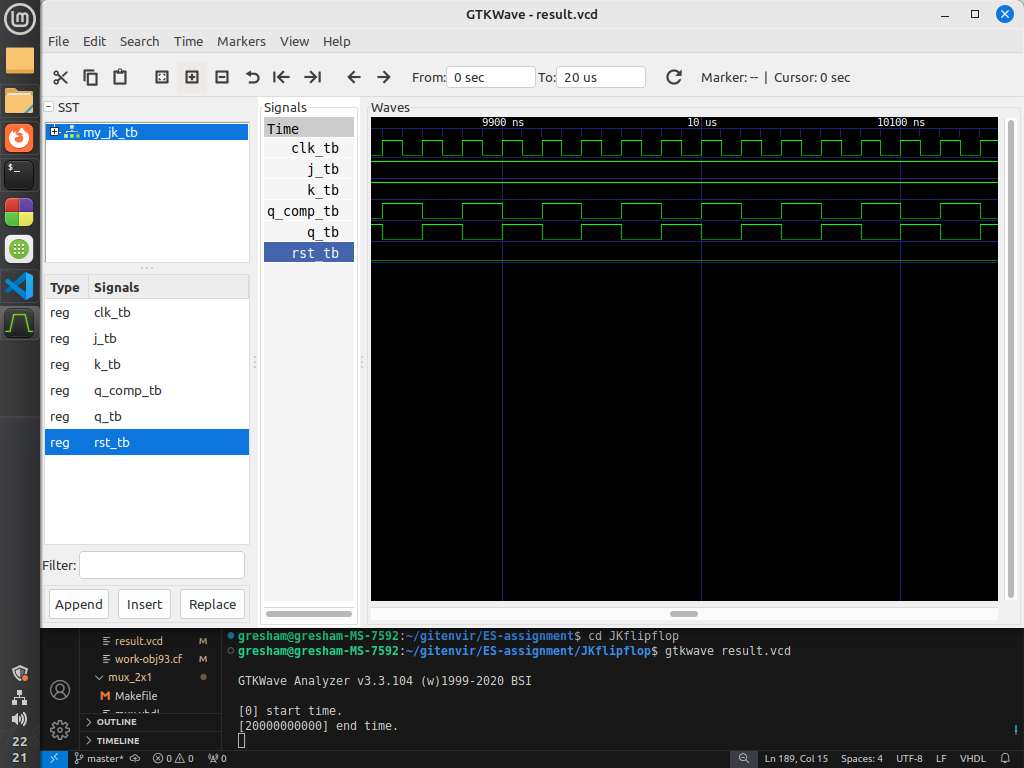 GTKWave - result.vcd
File Edit Search Time Markers View Help
From: 0 sec To: 20 us Marker: -- | Cursor: 0 sec
SST
my_jk_tb
Type Signals
reg clk_tb
reg j_tb
reg k_tb
reg q_comp_tb
reg q_tb
reg rst_tb
Filter:
Append Insert Replace
Signals
Time
clk_tb
j_tb
k_tb
q_comp_tb
q_tb
rst_tb
Waves
9900 ns 10 us 10100 ns
result.vcd M
work-obj93.cf M
mux_2x1
M Makefile
OUTLINE
TIMELINE
gresham@gresham-MS-7592:~/gitenvir/ES-assignment$ cd JKflipflop
gresham@gresham-MS-7592:~/gitenvir/ES-assignment/JKflipflop$ gtkwave result.vcd
GTKWave Analyzer v3.3.104 (w)1999-2020 BSI
[0] start time.
[20000000000] end time.
22
21
master* 0 0 0 Ln 189, Col 15 Spaces: 4 UTF-8 LF VHDL